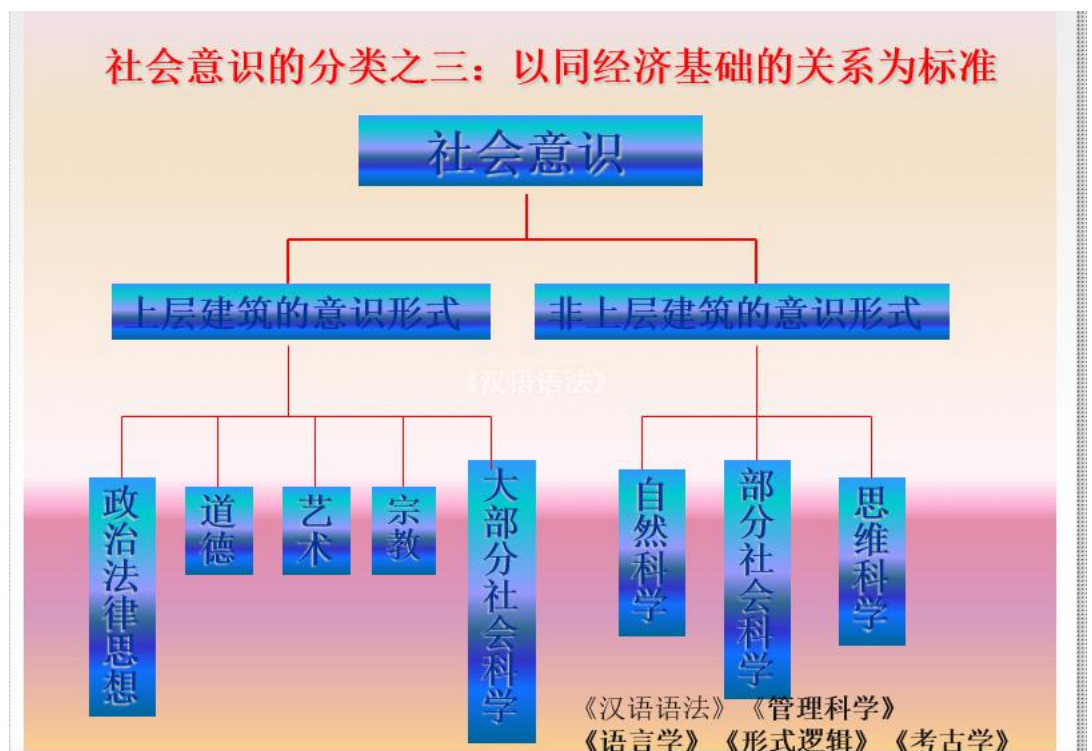 社会意识的分类之三：以同经济基础的关系为标准
社会意识
上层建筑的意识形式
非上层建筑的意识形式
《汉语语法》
政治法律思想
道德
艺术
宗教
大部分社会科学
自然科学
部分社会科学
思维科学
《汉语语法》《管理科学》
《语言学》《形式逻辑》《考古学》